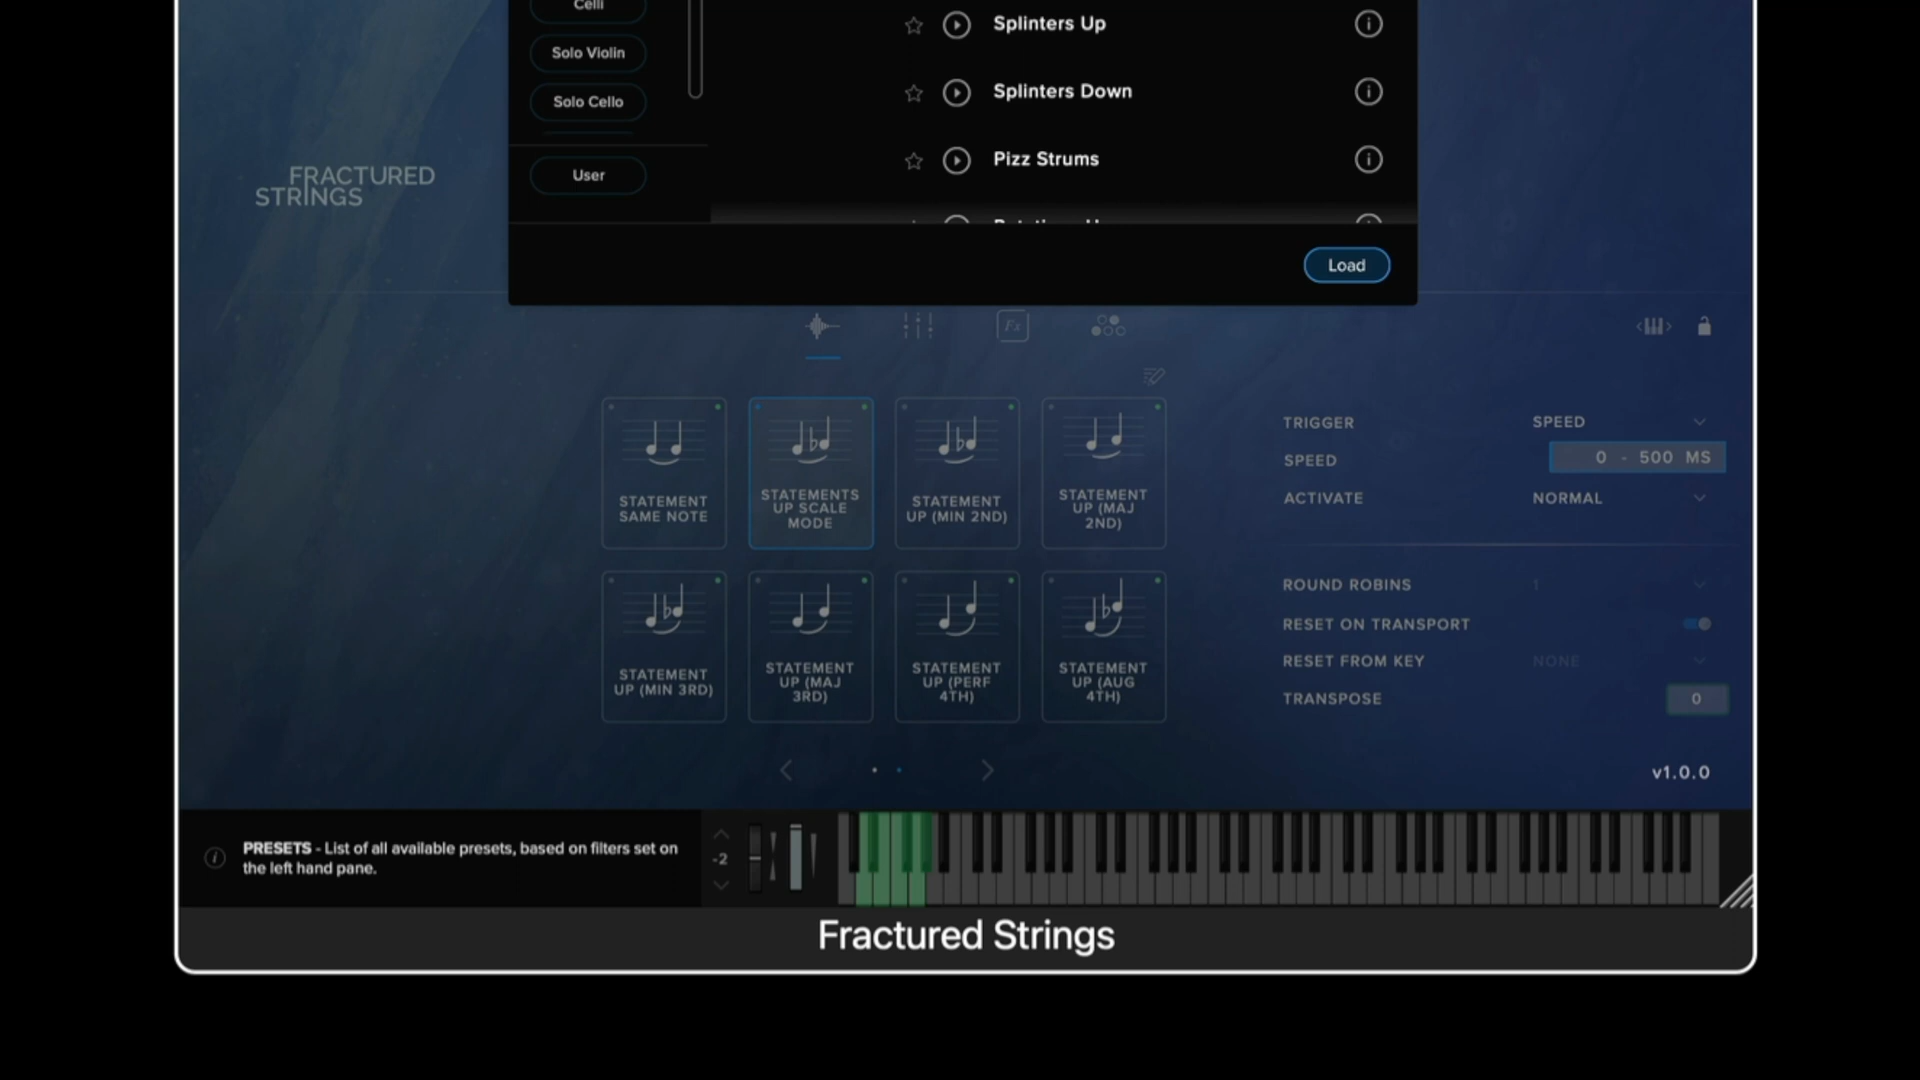 Celli
Splinters Up
Solo Violin
Splinters Down
Solo Cello
Pizz Strums
User
FRACTURED
STRINGS
Load
Fx
TRIGGER
SPEED
SPEED
0 - 500 MS
ACTIVATE
NORMAL
STATEMENT
SAME NOTE
STATEMENTS
UP SCALE
MODE
STATEMENT
UP (MIN 2ND)
STATEMENT
UP (MAJ
2ND)
ROUND ROBINS
1
RESET ON TRANSPORT
RESET FROM KEY
NONE
TRANSPOSE
0
STATEMENT
UP (MIN 3RD)
STATEMENT
UP (MAJ
3RD)
STATEMENT
UP (PERF
4TH)
STATEMENT
UP (AUG
4TH)
v1.0.0
PRESETS - List of all available presets, based on filters set on
the left hand pane.
-2
Fractured Strings